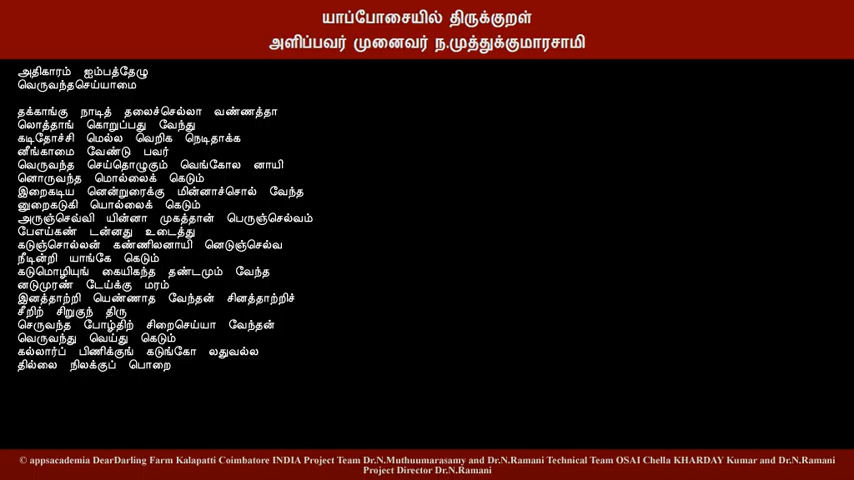 யாப்போசையில் திருக்குறள்
அளிப்பவர் முனைவர் ந.முத்துக்குமாரசாமி
அதிகாரம் ஐம்பத்தேழு
வெருவந்தசெய்யாமை
தக்காங்கு நாடித் தலைச்செல்லா வண்ணத்தா
லொத்தாங் கொறுப்பது வேந்து
கடிதோச்சி மெல்ல வெறிக நெடிதாக்க
னீங்காமை வேண்டு பவர்
வெருவந்த செய்தொழுகும் வெங்கோல னாயி
னொருவந்த மொல்லைக் கெடும்
இறைகடிய னென்றுரைக்கு மின்னாச்சொல் வேந்த
னுறைகடுகி யொல்லைக் கெடும்
அருஞ்செவ்வி யின்னா முகத்தான் பெருஞ்செல்வம்
பேஎய்கண் டன்னது உடைத்து
கடுஞ்சொல்லன் கண்ணிலனாயி னெடுஞ்செல்வ
நீடின்றி யாங்கே கெடும்
கடுமொழியுங் கையிகந்த தண்டமும் வேந்த
னடுமுரண் டேய்க்கு மரம்
இனத்தாற்றி யெண்ணாத வேந்தன் சினத்தாற்றிச்
சீறிற் சிறுகுந் திரு
செருவந்த போழ்திற் சிறைசெய்யா வேந்தன்
வெருவந்து வெய்து கெடும்
கல்லார்ப் பிணிக்குங் கடுங்கோ லதுவல்ல
தில்லை நிலக்குப் பொறை
© appsacademia DearDarling Farm Kalapatti Coimbatore INDIA Project Team Dr.N.Muthuumarasamy and Dr.N.Ramani Technical Team OSAI Chella KHARDAY Kumar and Dr.N.Ramani
Project Director Dr.N.Ramani